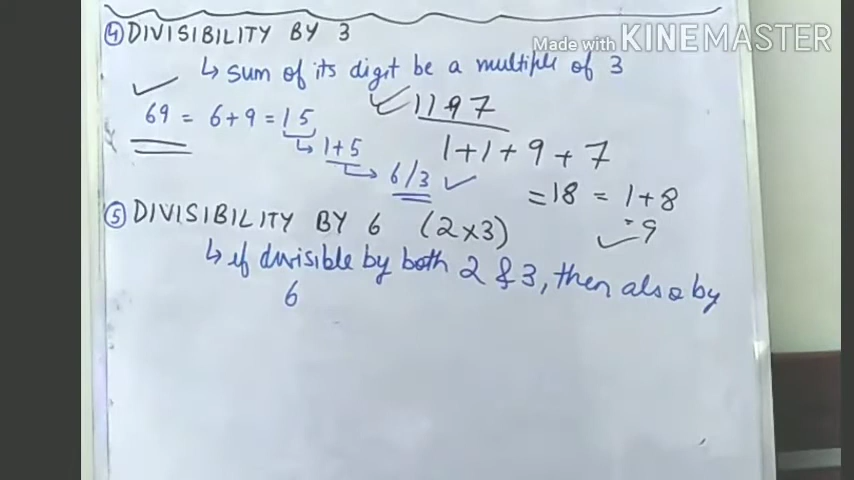 Made with KINEMASTER
④ DIVISIBILITY BY 3
↳ sum of its digit be a multiple of 3
69 = 6+9 = 15
↳ 1+5
↳ 6/3 ✓
1197
1+1+9+7
=18 = 1+8
= 9
⑤ DIVISIBILITY BY 6 (2×3)
↳ if divisible by both 2 & 3, then also by
6